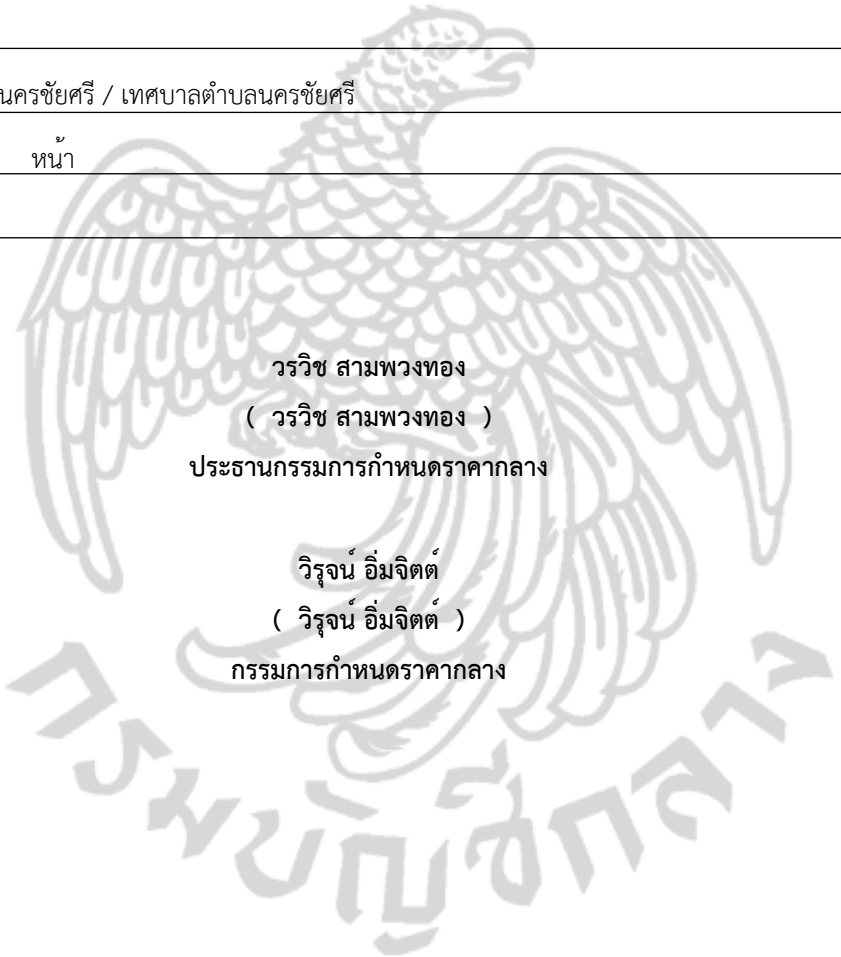 นครชัยศรี / เทศบาลตำบลนครชัยศรี
หน้า
วรวิช สามพวงทอง
( วรวิช สามพวงทอง )
ประธานกรรมการกำหนดราคากลาง
วิรุจน์ อิ่มจิตต์
( วิรุจน์ อิ่มจิตต์ )
กรรมการกำหนดราคากลาง
กรมบัญชีกลาง